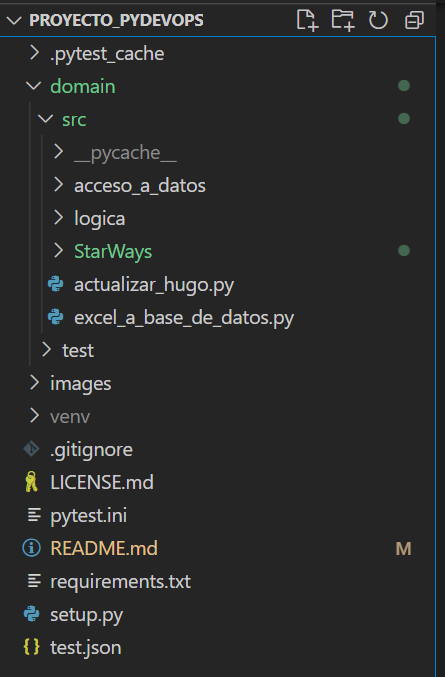 PROYECTO_PYDEVOPS
.pytest_cache
domain
src
__pycache__
acceso_a_datos
logica
StarWays
actualizar_hugo.py
excel_a_base_de_datos.py
test
images
venv
.gitignore
LICENSE.md
pytest.ini
README.md M
requirements.txt
setup.py
test.json